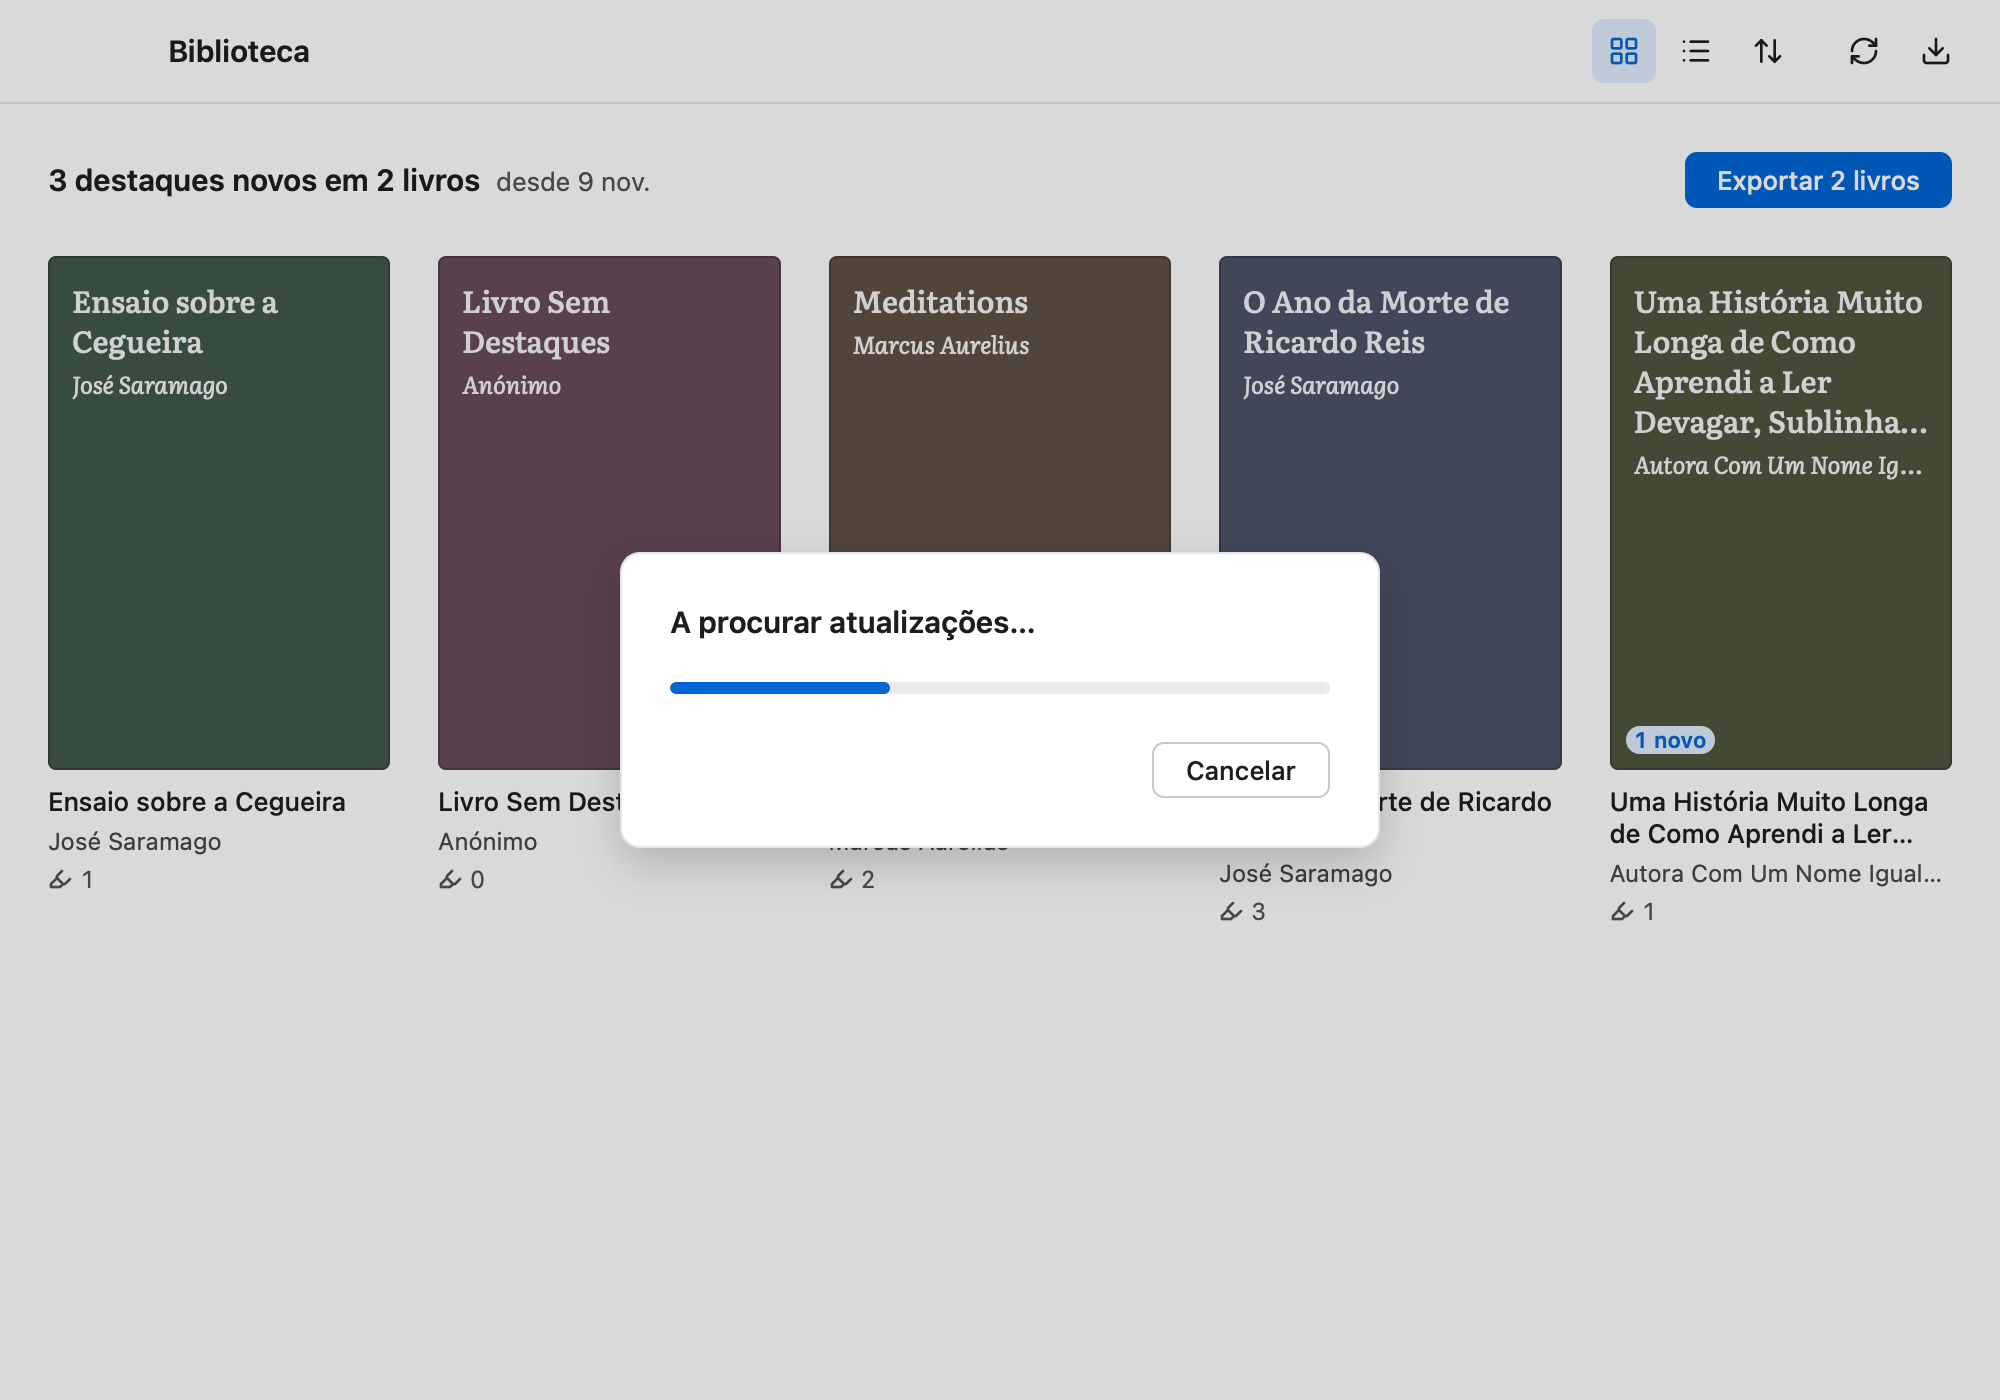 Biblioteca
3 destaques novos em 2 livros desde 9 nov.
Exportar 2 livros
Ensaio sobre a
Cegueira
José Saramago
Livro Sem
Destaques
Anónimo
Meditations
Marcus Aurelius
O Ano da Morte de
Ricardo Reis
José Saramago
Uma História Muito
Longa de Como
Aprendi a Ler
Devagar, Sublinha...
Autora Com Um Nome Ig...
1 novo
A procurar atualizações...
Cancelar
Ensaio sobre a Cegueira
José Saramago
1
Livro Sem
Anónimo
0
2
de Ricardo
José Saramago
3
Uma História Muito Longa
de Como Aprendi a Ler...
Autora Com Um Nome Igual...
1